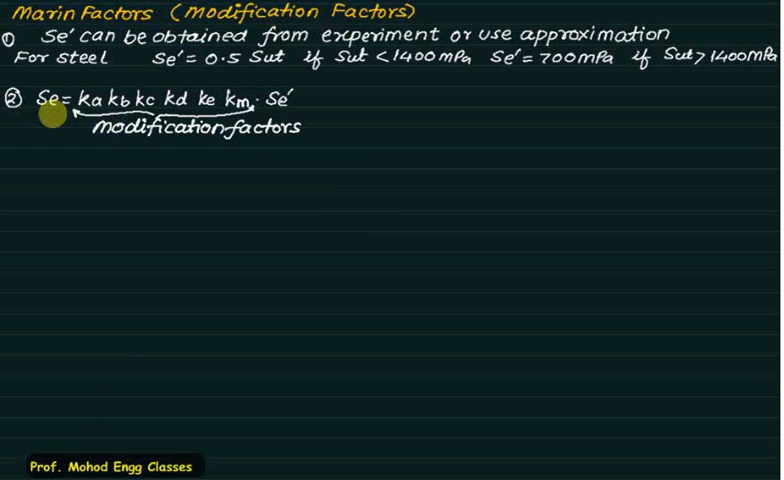 Marin Factors (Modification Factors)
① Se' can be obtained from experiment or use approximation
For steel Se' = 0.5 Sut if Sut < 1400 mPa Se' = 700 mPa if Sut > 1400 mPa
② Se = ka kb kc kd ke km. Se'
modification factors
Prof. Mohod Engg Classes